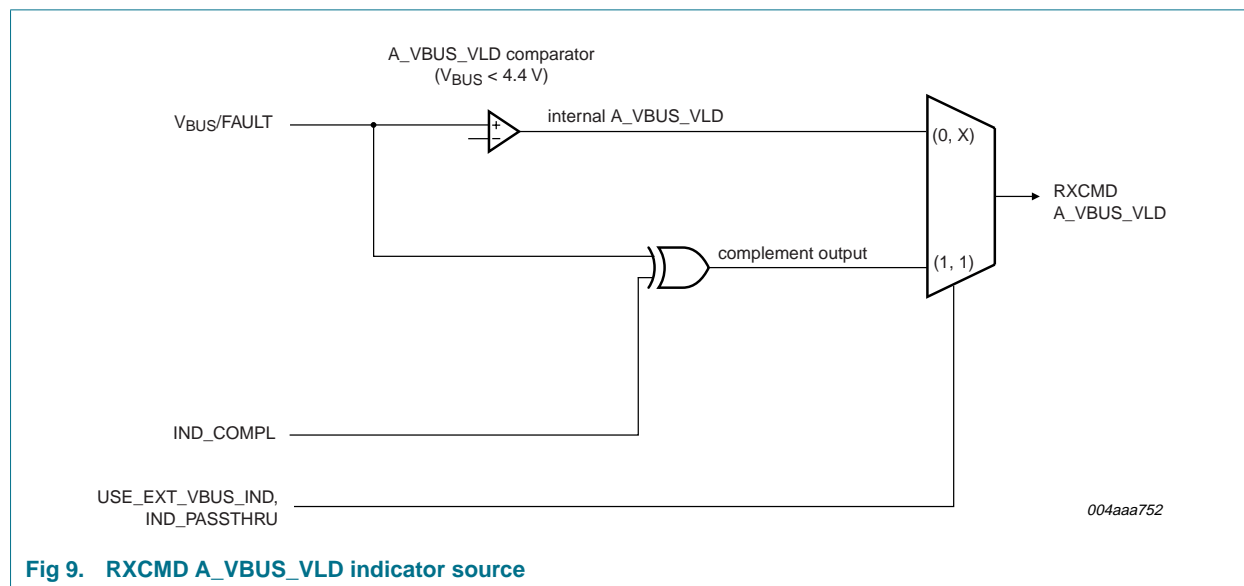 A_VBUS_VLD comparator
(VBUS < 4.4 V)
VBUS/FAULT
internal A_VBUS_VLD
+
−
(0, X)
RXCMD
A_VBUS_VLD
complement output
(1, 1)
IND_COMPL
USE_EXT_VBUS_IND,
IND_PASSTHRU
004aaa752
Fig 9. RXCMD A_VBUS_VLD indicator source